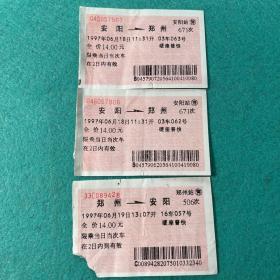 04G057907 安阳站㊕
安阳 → 郑州 673次
1997年06月18日11:31开 03车063号
全价14.00元 硬座普快
限乘当日当次车
在2日内有效
安阳站㊕
安阳 → 郑州 671次
1997年06月18日11:31开 03车062号
全价14.00元 硬座普快
限乘当日当次车
在2日内有效
33C089428 郑州站
郑州 → 安阳 506次
1997年06月19日13:07开 16车057号
全价14.00元 硬座普快
限乘当日当次车
在2日内到有效